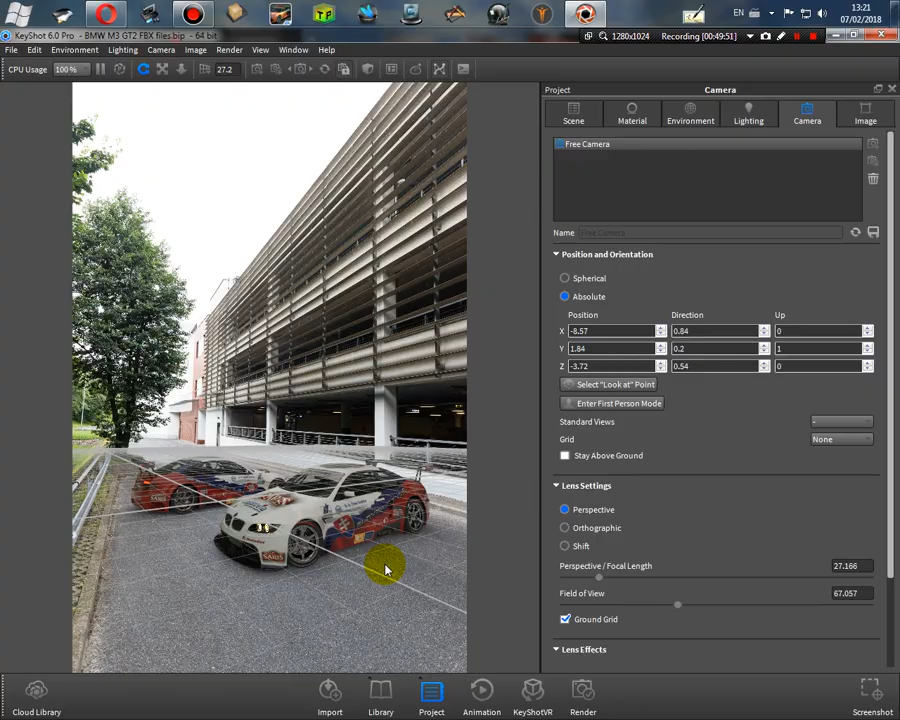 EN
13:21
07/02/2018
KeyShot 6.0 Pro - BMW M3 GT2 FBX files.bip - 64 bit
1280x1024
Recording [00:49:51]
File
Edit
Environment
Lighting
Camera
Image
Render
View
Window
Help
CPU Usage
100 %
27.2
Project
Camera
Scene
Material
Environment
Lighting
Camera
Image
Free Camera
Name
Free Camera
Position and Orientation
Spherical
Absolute
Position
Direction
Up
X
-8.57
0.84
0
Y
1.84
0.2
1
Z
-3.72
0.54
0
Select "Look at" Point
Enter First Person Mode
Standard Views
-
Grid
None
Stay Above Ground
Lens Settings
Perspective
Orthographic
Shift
Perspective / Focal Length
27.166
Field of View
67.057
Ground Grid
Lens Effects
Cloud Library
Import
Library
Project
Animation
KeyShotVR
Render
Screenshot